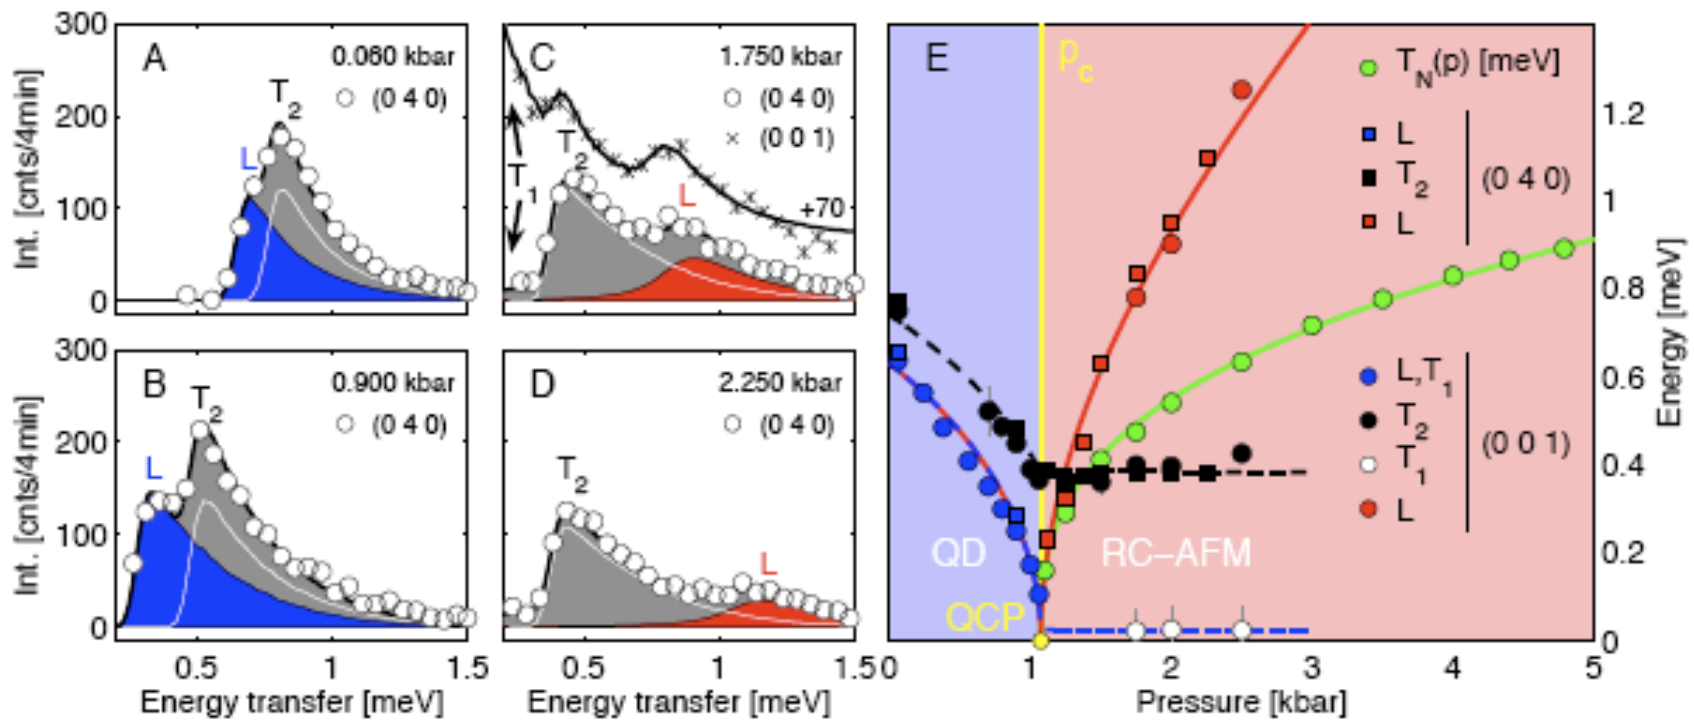 A
0.060 kbar
(0 4 0)
T2
L
300
200
100
0
Int. [cnts/4min]
B
0.900 kbar
(0 4 0)
T2
L
300
200
100
0
Int. [cnts/4min]
0.5
1
1.5
Energy transfer [meV]
C
1.750 kbar
(0 4 0)
(0 0 1)
T2
T1
L
+70
D
2.250 kbar
(0 4 0)
T2
L
0.5
1
1.5
Energy transfer [meV]
E
pc
TN(p) [meV]
L
T2
L
(0 4 0)
L,T1
T2
T1
L
(0 0 1)
QD
RC–AFM
QCP
1.2
1
0.8
0.6
0.4
0.2
0
Energy [meV]
0
1
2
3
4
5
Pressure [kbar]